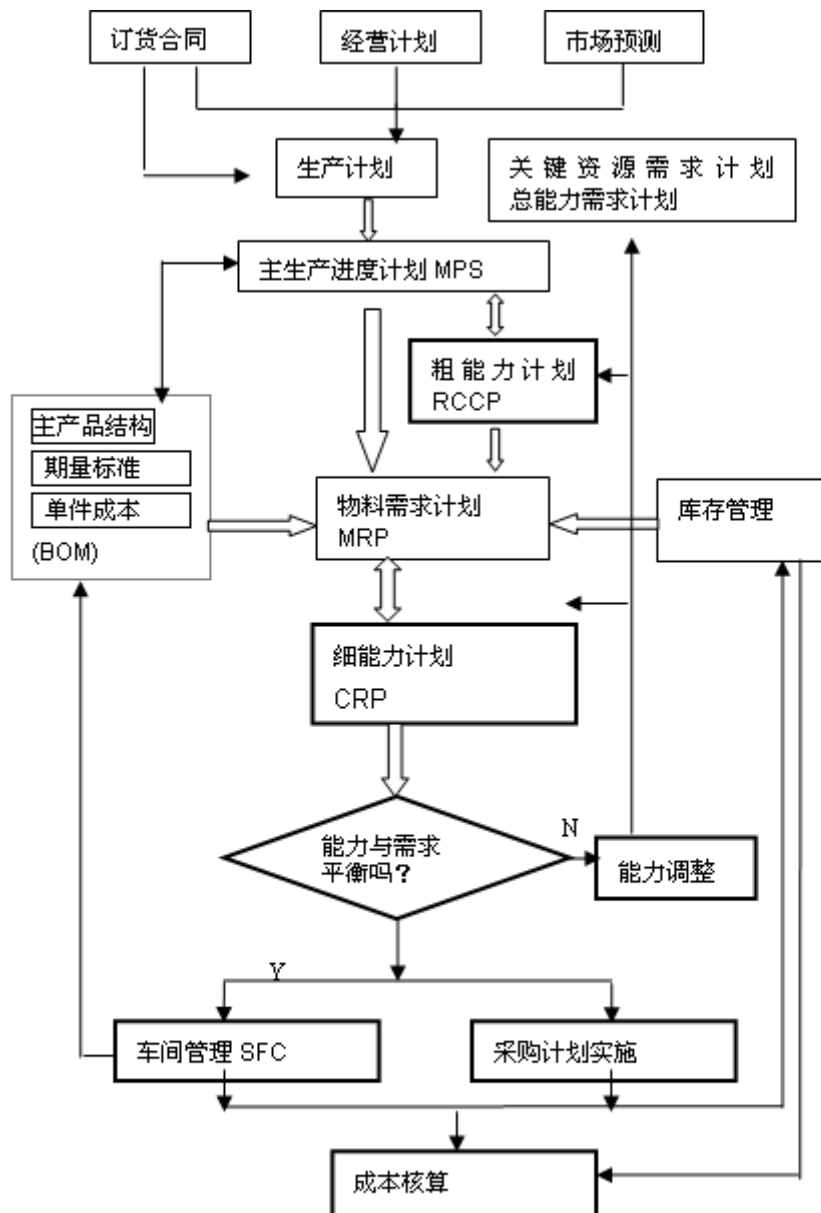 订货合同
经营计划
市场预测
生产计划
关键资源需求计划
总能力需求计划
主生产进度计划 MPS
粗能力计划
RCCP
主产品结构
期量标准
单件成本
(BOM)
物料需求计划
MRP
库存管理
细能力计划
CRP
能力与需求
平衡吗?
N
能力调整
Y
车间管理 SFC
采购计划实施
成本核算